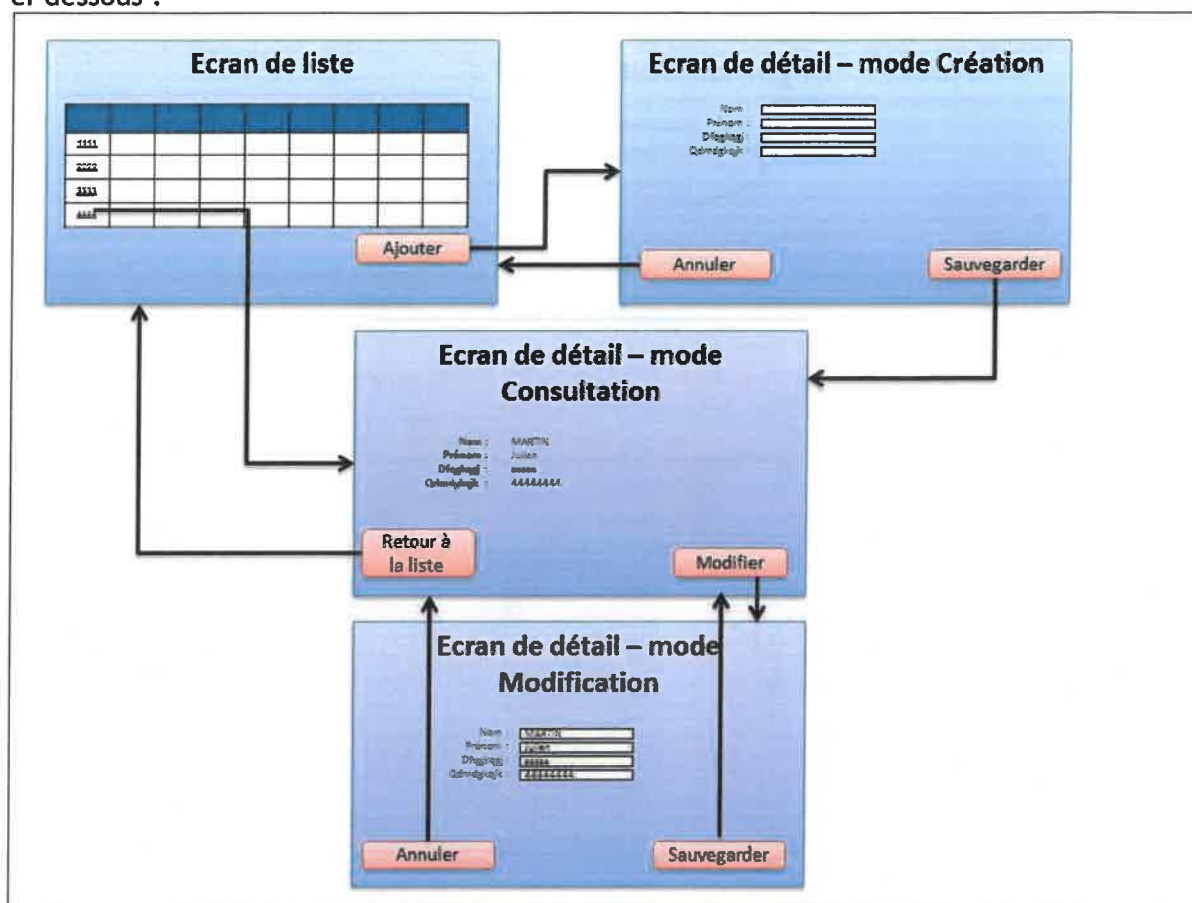 ci-dessous :
Ecran de liste
1111
2222
3333
4444
Ajouter
Ecran de détail – mode Création
Nom
Prénom :
Annuler
Sauvegarder
Ecran de détail – mode
Consultation
Nom : MARTIN
Prénom : Julien
44444444
Retour à
la liste
Modifier
Ecran de détail – mode
Modification
Nom MARTIN
Prénom : Julien
44444444
Annuler
Sauvegarder